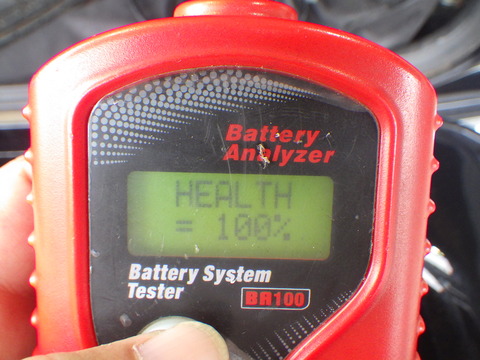 Battery
Analyzer
HEALTH
= 100%
Battery System
Tester
BR100